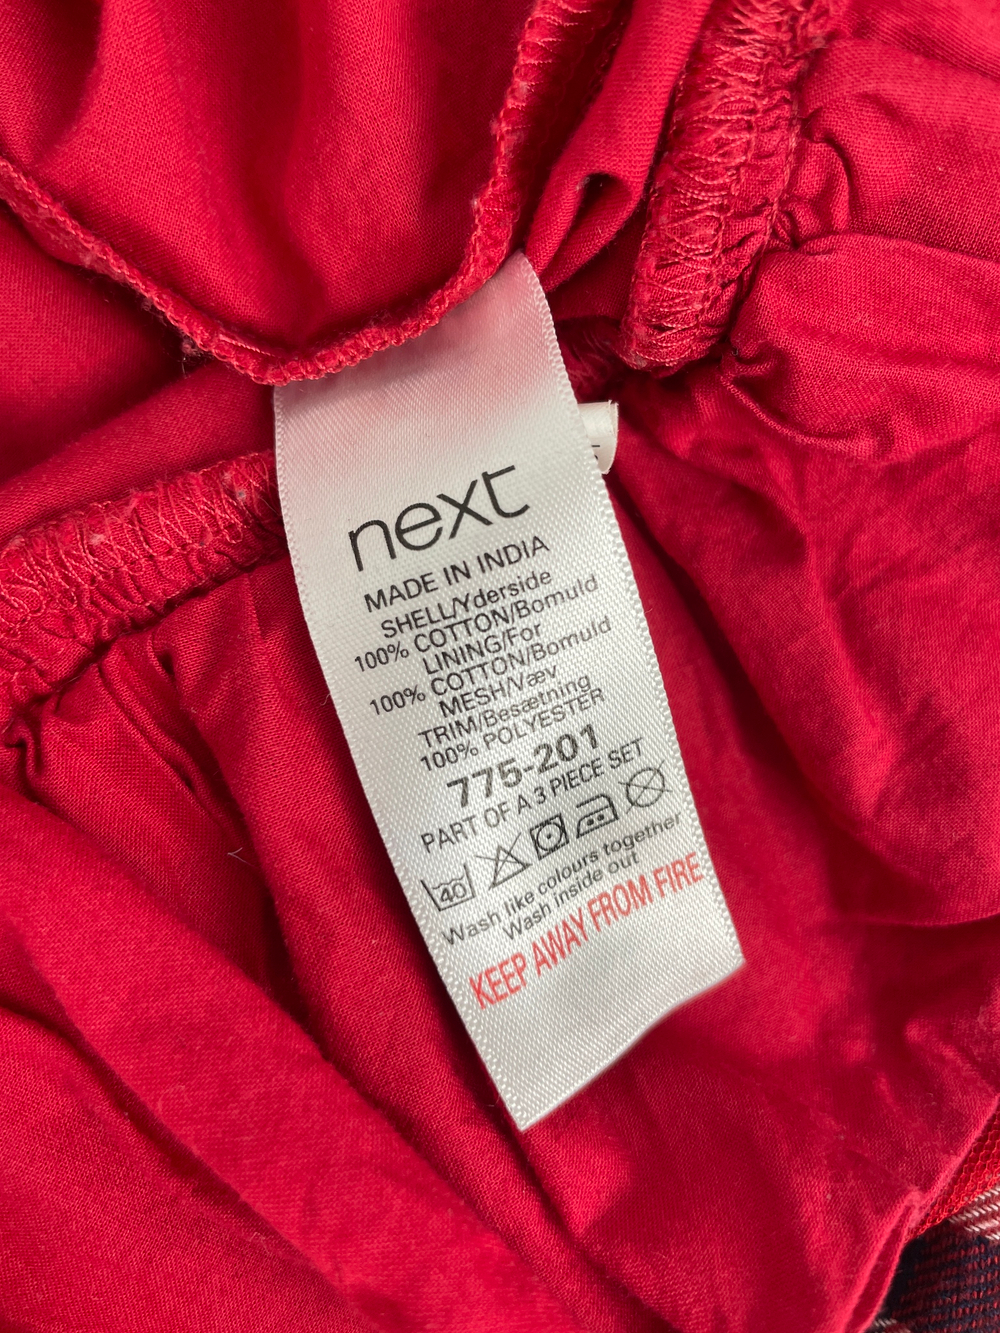 next
MADE IN INDIA
SHELL/Yderside
100% COTTON/Bomuld
LINING/For
100% COTTON/Bomuld
MESH/Væv
TRIM/Besætning
100% POLYESTER
775-201
PART OF A 3 PIECE SET
40
Wash like colours together
Wash inside out
KEEP AWAY FROM FIRE